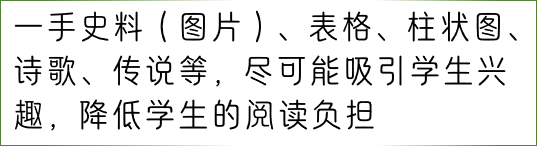 一手史料（图片）、表格、柱状图、
诗歌、传说等，尽可能吸引学生兴
趣，降低学生的阅读负担